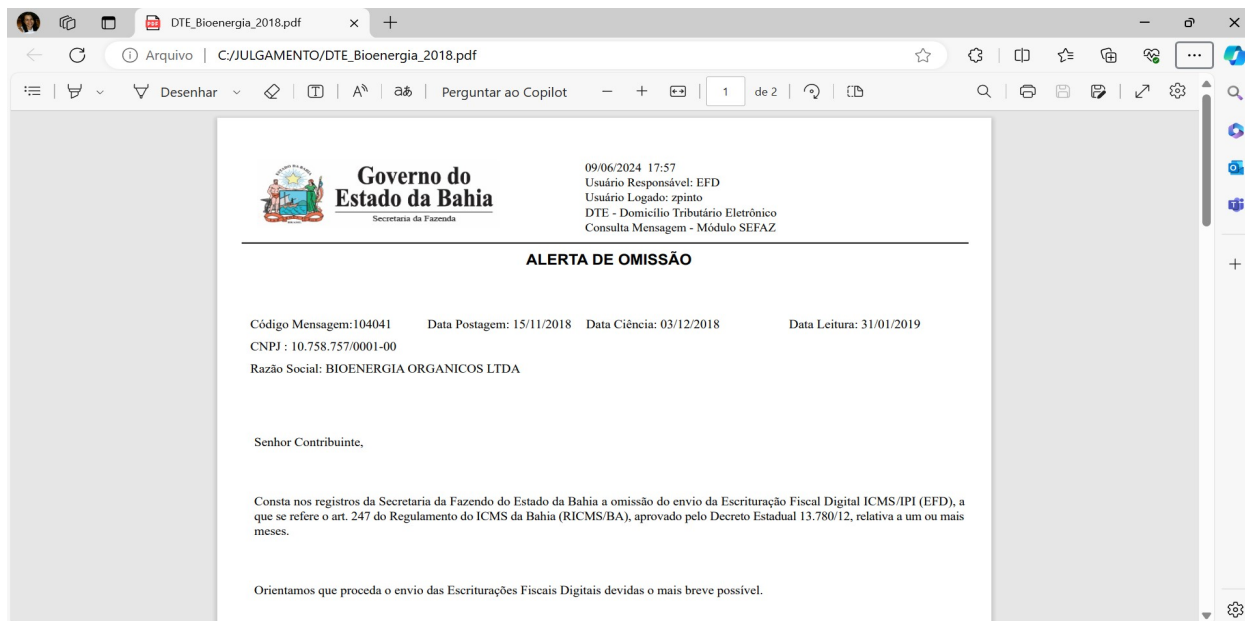 DTE_Bioenergia_2018.pdf
Arquivo C:/JULGAMENTO/DTE_Bioenergia_2018.pdf
Desenhar Perguntar ao Copilot 1 de 2
Governo do
Estado da Bahia
Secretaria da Fazenda
09/06/2024 17:57
Usuário Responsável: EFD
Usuário Logado: zpinto
DTE - Domicílio Tributário Eletrônico
Consulta Mensagem - Módulo SEFAZ
ALERTA DE OMISSÃO
Código Mensagem:104041 Data Postagem: 15/11/2018 Data Ciência: 03/12/2018 Data Leitura: 31/01/2019
CNPJ : 10.758.757/0001-00
Razão Social: BIOENERGIA ORGANICOS LTDA
Senhor Contribuinte,
Consta nos registros da Secretaria da Fazendo do Estado da Bahia a omissão do envio da Escrituração Fiscal Digital ICMS/IPI (EFD), a
que se refere o art. 247 do Regulamento do ICMS da Bahia (RICMS/BA), aprovado pelo Decreto Estadual 13.780/12, relativa a um ou mais
meses.
Orientamos que proceda o envio das Escriturações Fiscais Digitais devidas o mais breve possível.